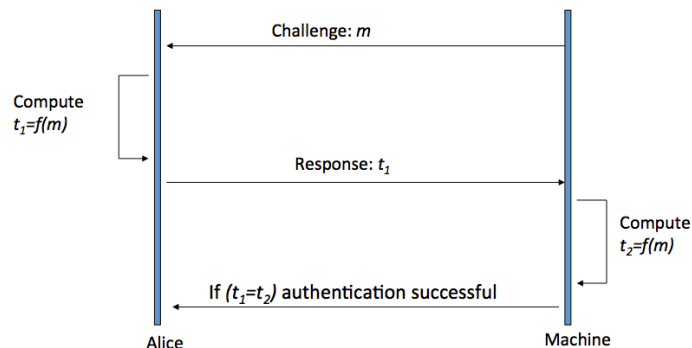 Challenge: m
Compute
t₁=f(m)
Response: t₁
Compute
t₂=f(m)
If (t₁=t₂) authentication successful
Alice
Machine